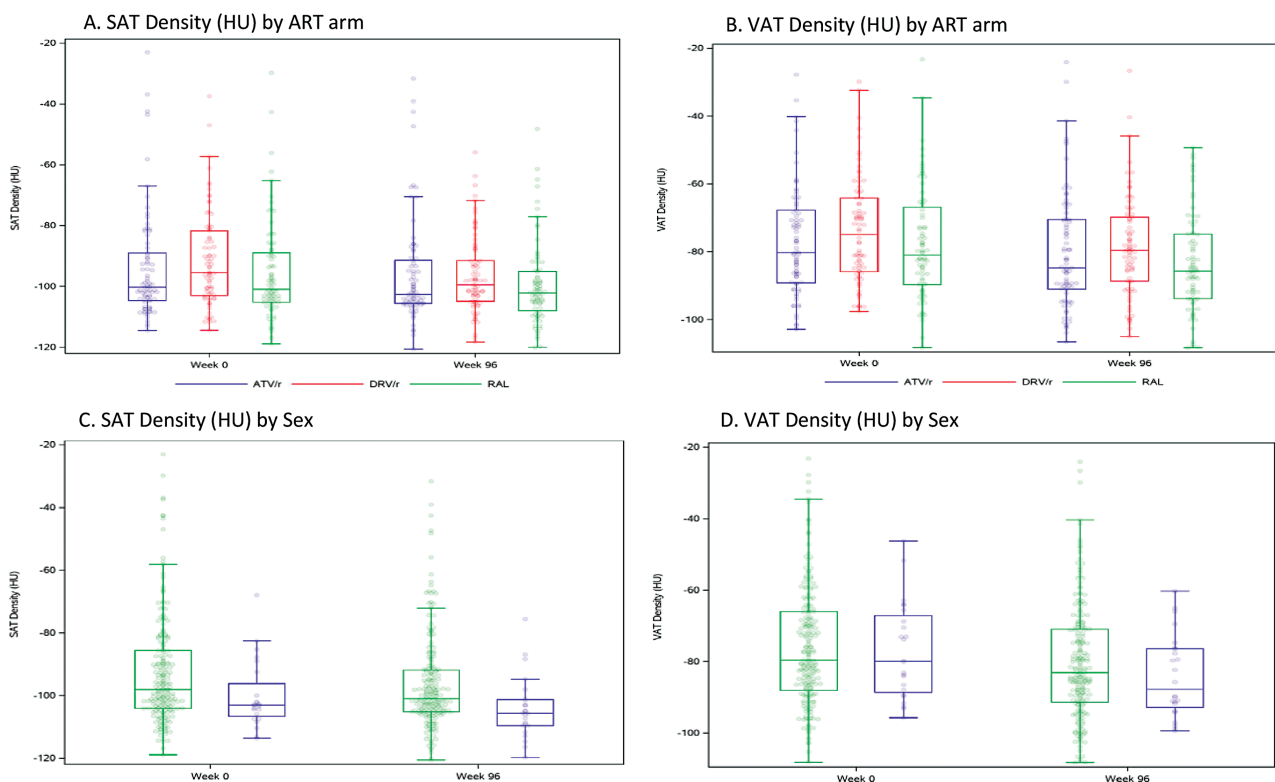 A. SAT Density (HU) by ART arm
-20
-40
-60
-80
-100
-120
SAT Density (HU)
Week 0
Week 96
ATV/r
DRV/r
RAL
B. VAT Density (HU) by ART arm
-20
-40
-60
-80
-100
VAT Density (HU)
Week 0
Week 96
ATV/r
DRV/r
RAL
C. SAT Density (HU) by Sex
-20
-40
-60
-80
-100
-120
SAT Density (HU)
Week 0
Week 96
D. VAT Density (HU) by Sex
-20
-40
-60
-80
-100
VAT Density (HU)
Week 0
Week 96